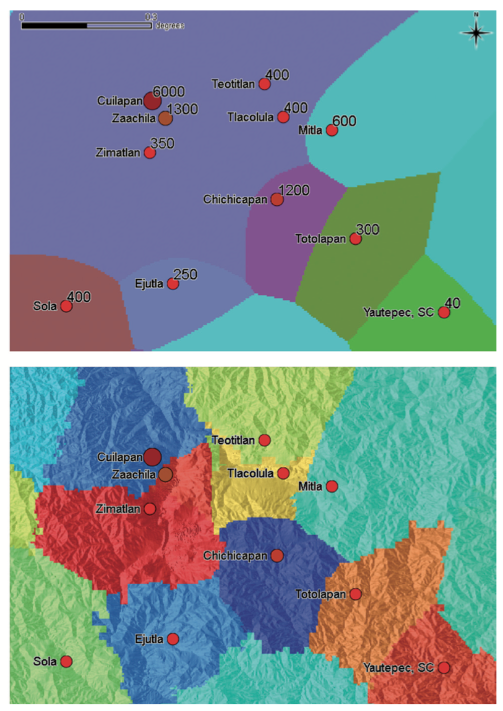 0
0.5
degrees
Teotitlan
400
Cuilapan
6000
Zaachila
1300
Tlacolula
400
Mitla
600
Zimatlan
350
Chichicapan
1200
Totolapan
300
Ejutla
250
Sola
400
Yautepec, SC
40
Teotitlan
Cuilapan
Zaachila
Tlacolula
Mitla
Zimatlan
Chichicapan
Totolapan
Ejutla
Sola
Yautepec, SC